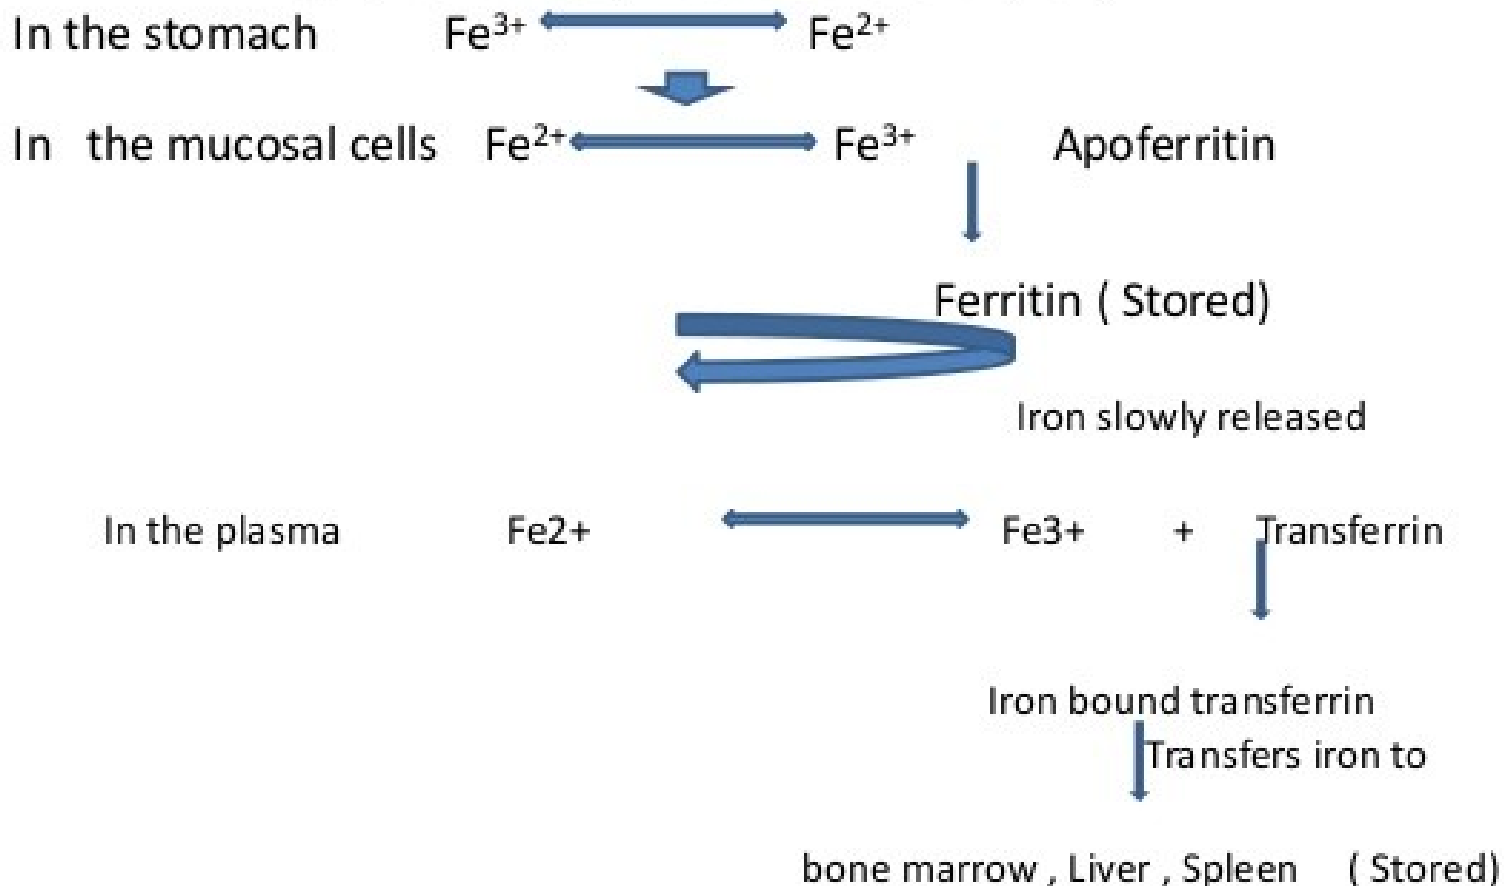 In the stomach Fe³⁺ Fe²⁺
In the mucosal cells Fe²⁺ Fe³⁺ Apoferritin
Ferritin ( Stored)
Iron slowly released
In the plasma Fe2+ Fe3+ + Transferrin
Iron bound transferrin
Transfers iron to
bone marrow , Liver , Spleen ( Stored)